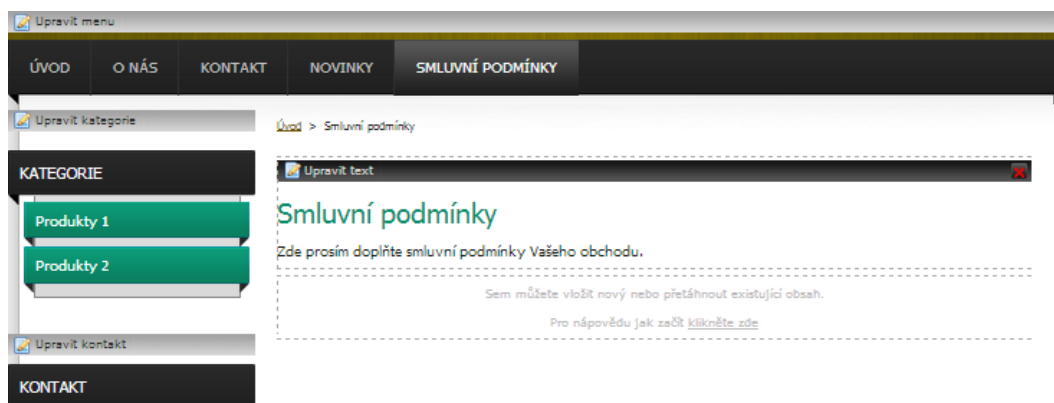 Upravit menu
ÚVOD O NÁS KONTAKT NOVINKY SMLUVNÍ PODMÍNKY
Upravit kategorie
Úvod > Smluvní podmínky
KATEGORIE
Upravit text
Produkty 1
Smluvní podmínky
Zde prosím doplňte smluvní podmínky Vašeho obchodu.
Produkty 2
Sem můžete vložit nový nebo přetáhnout existující obsah.
Pro nápovědu jak začít klikněte zde
Upravit kontakt
KONTAKT